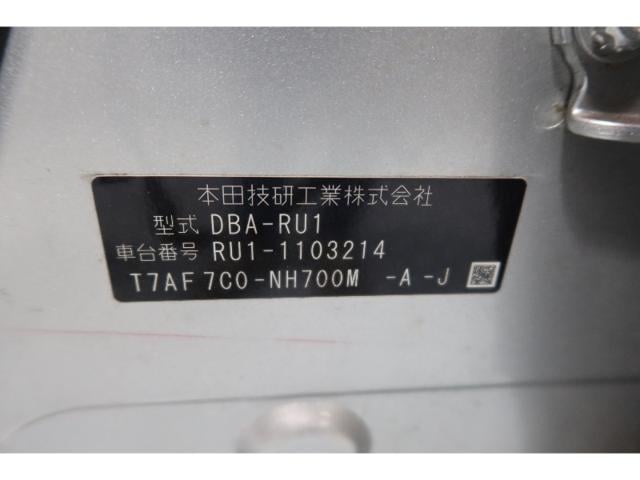 本田技研工業株式会社
型式 DBA-RU1
車台番号 RU1-1103214
T7AF7C0-NH700M -A-J